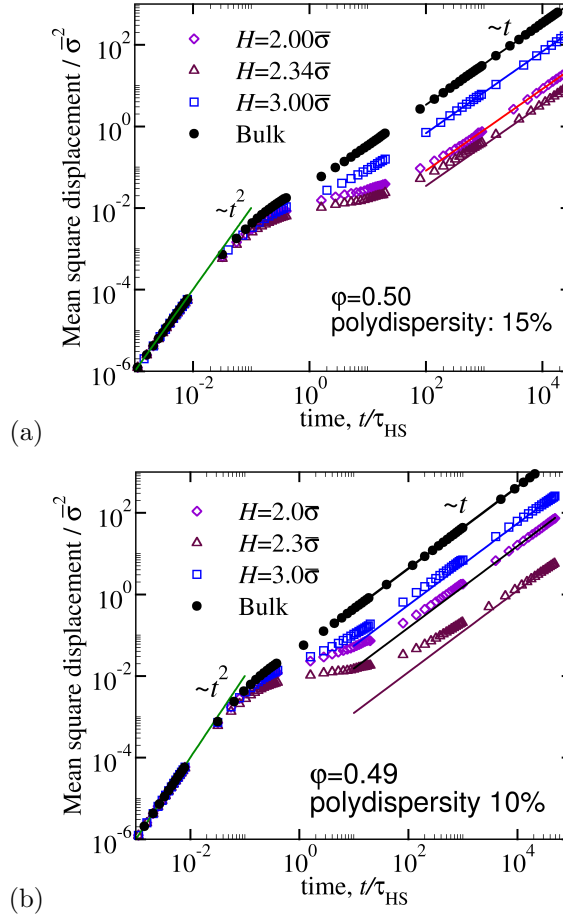 10²
10⁰
10⁻²
10⁻⁴
10⁻⁶
Mean square displacement / σ̄²
H=2.00σ̄
H=2.34σ̄
H=3.00σ̄
Bulk
~t
~t²
φ=0.50
polydispersity: 15%
10⁻² 10⁰ 10² 10⁴
time, t/τHS
(a)
10²
10⁰
10⁻²
10⁻⁴
10⁻⁶
Mean square displacement / σ̄²
H=2.0σ̄
H=2.3σ̄
H=3.0σ̄
Bulk
~t
~t²
φ=0.49
polydispersity 10%
10⁻² 10⁰ 10² 10⁴
time, t/τHS
(b)